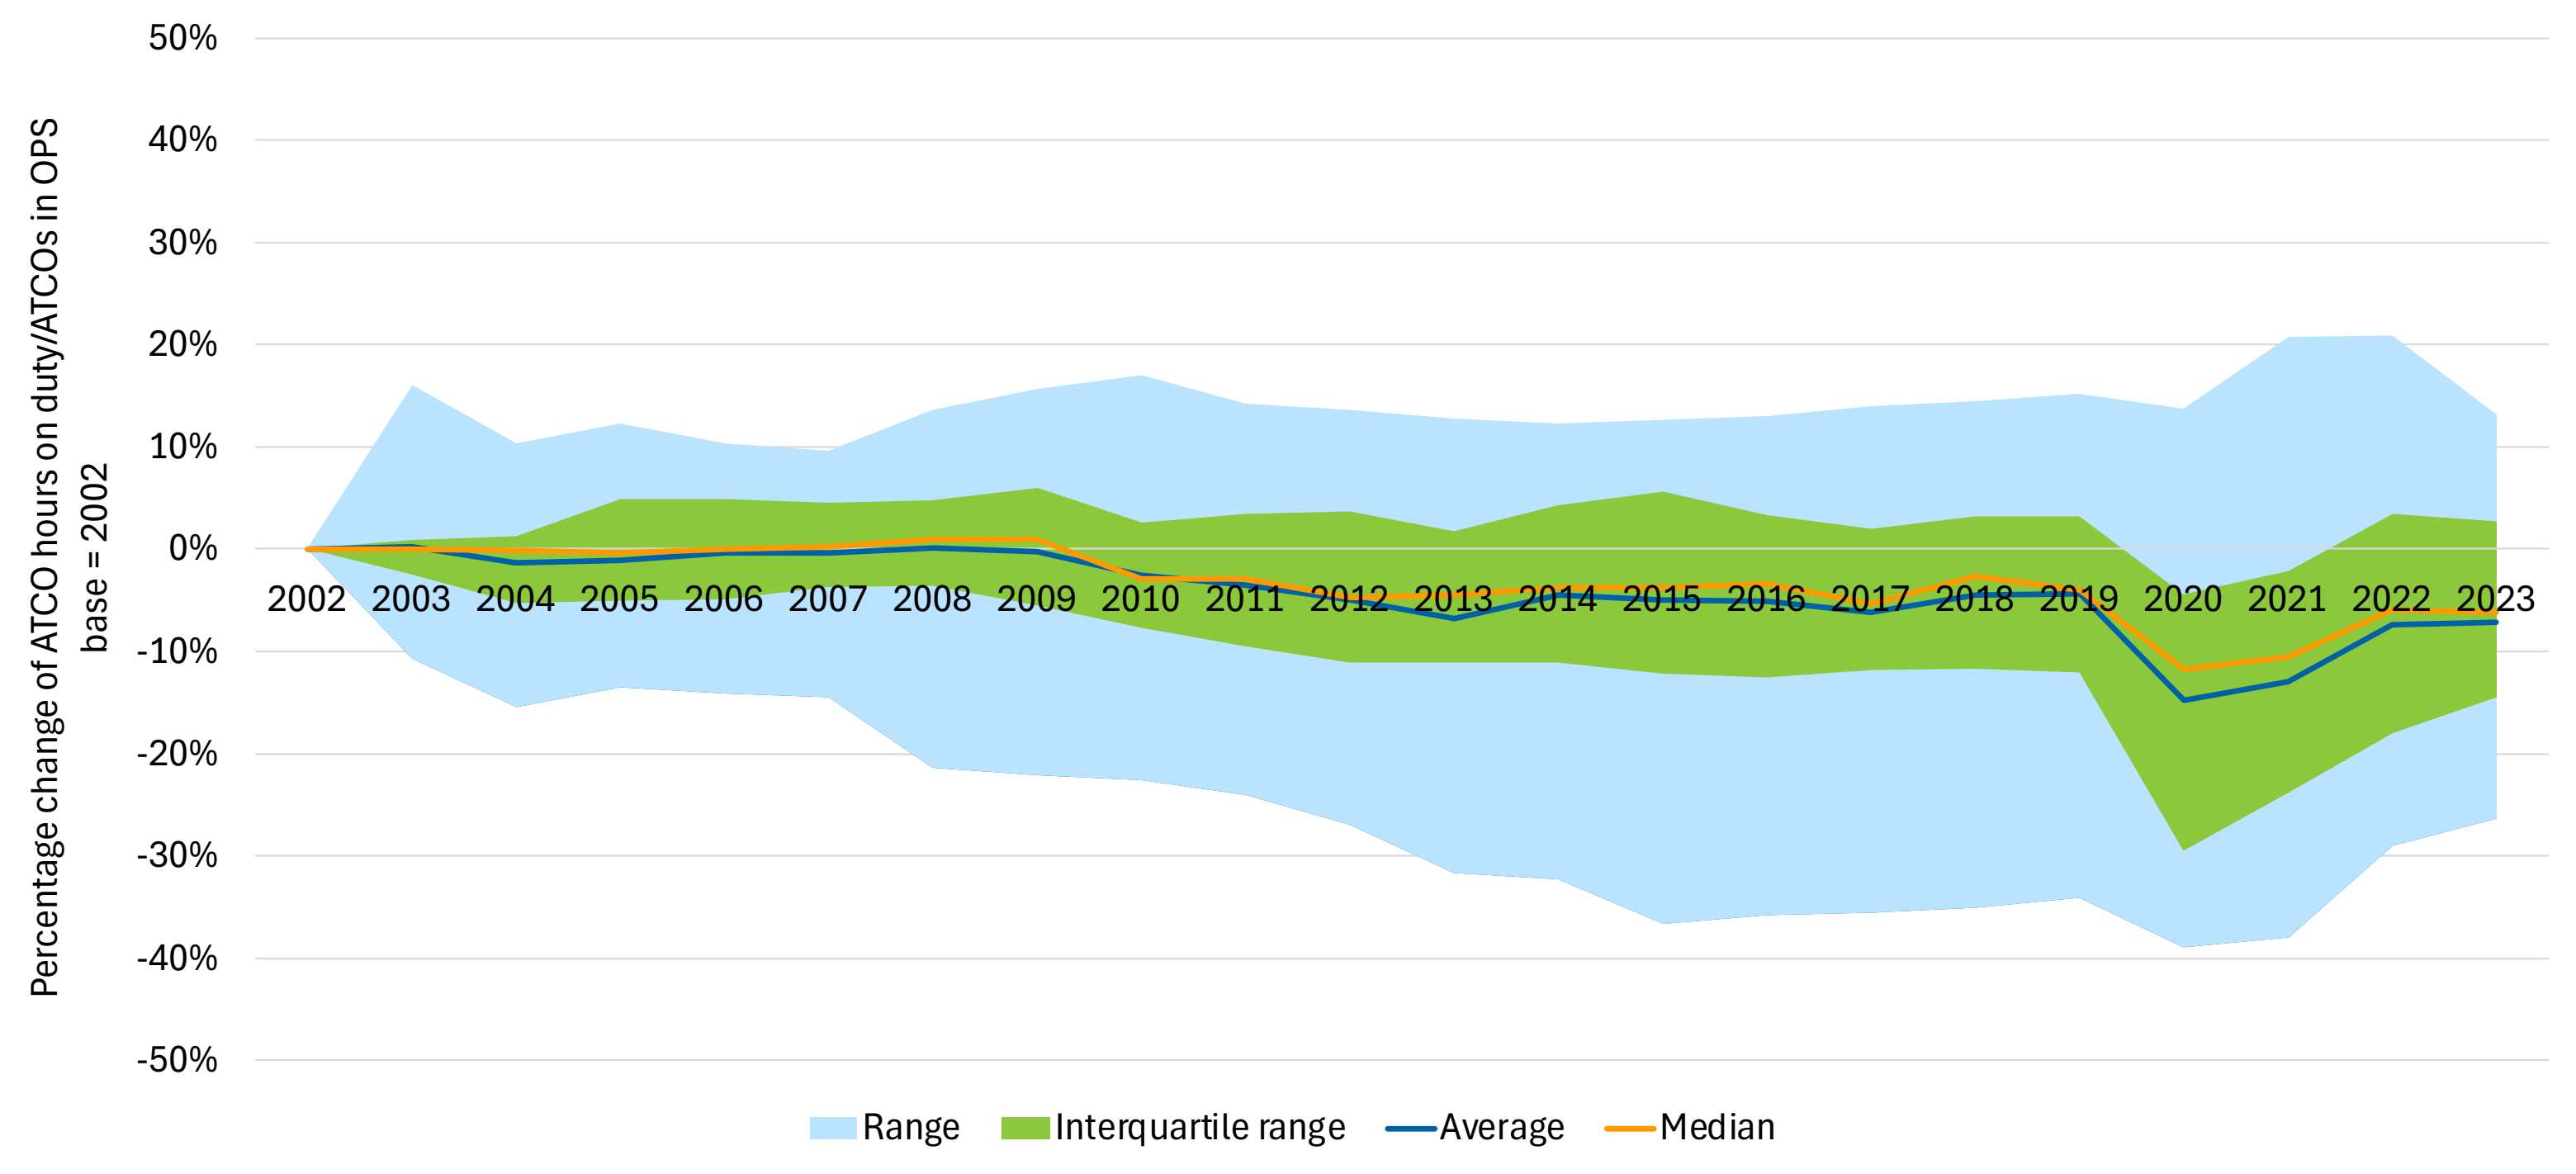 Percentage change of ATCO hours on duty/ATCOs in OPS
base = 2002
50%
40%
30%
20%
10%
0%
-10%
-20%
-30%
-40%
-50%
2002 2003 2004 2005 2006 2007 2008 2009 2010 2011 2012 2013 2014 2015 2016 2017 2018 2019 2020 2021 2022 2023
Range Interquartile range Average Median